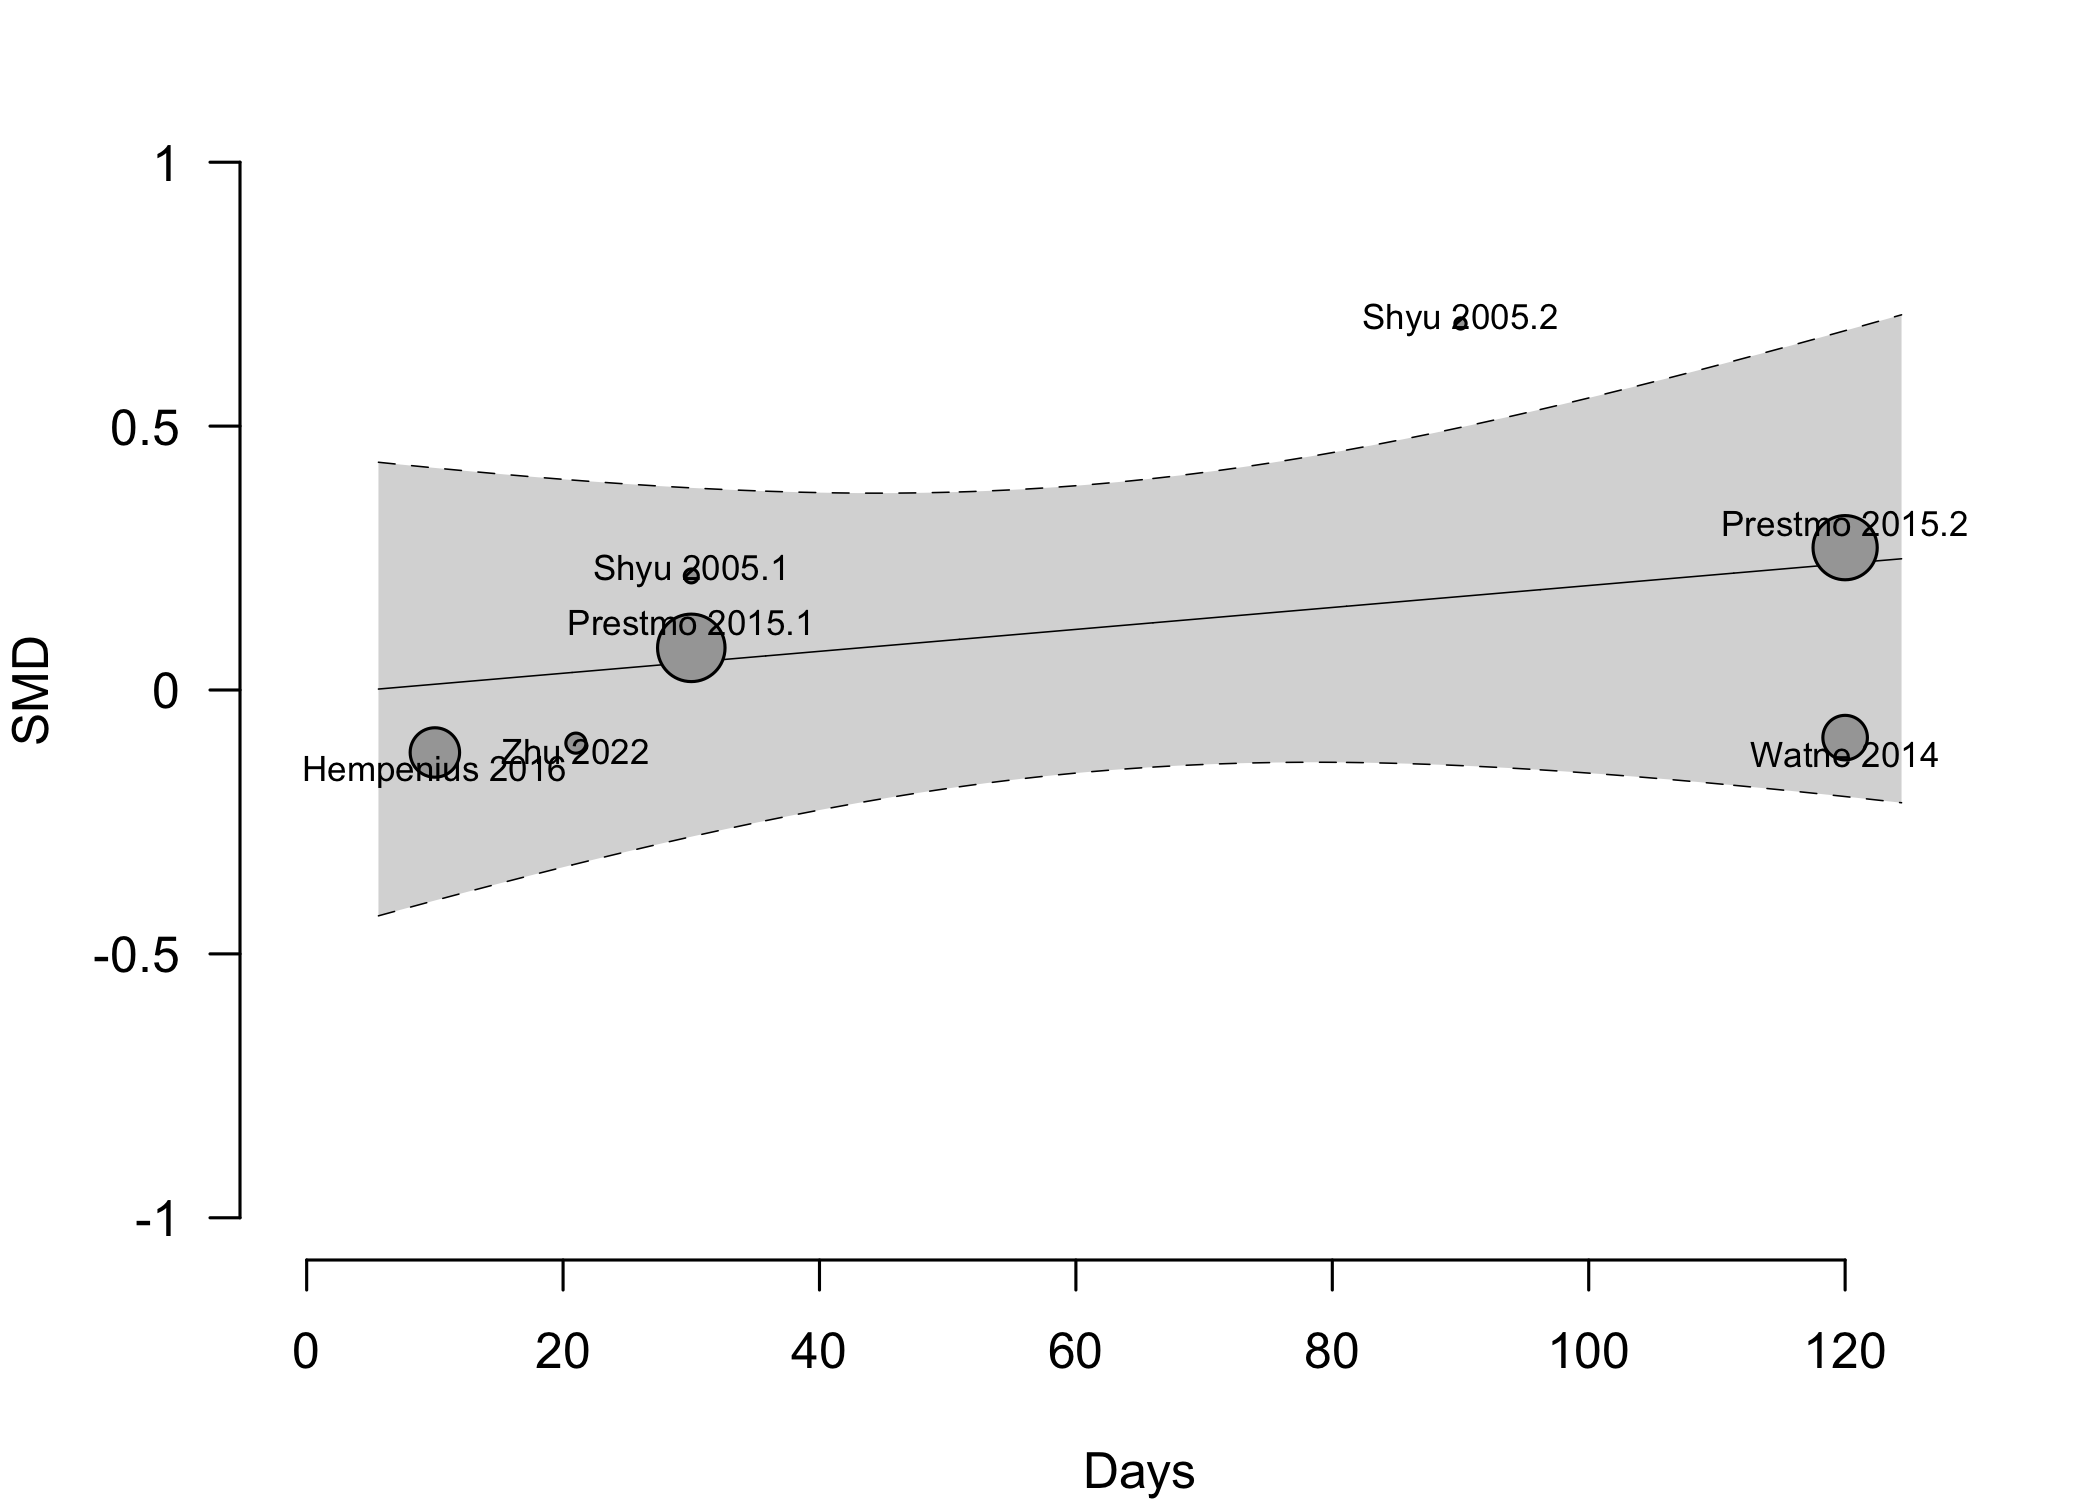 1
0.5
0
-0.5
-1
SMD
Shyu 2005.2
Prestmo 2015.2
Shyu 2005.1
Prestmo 2015.1
Zhu 2022
Hempenius 2016
Watne 2014
0 20 40 60 80 100 120
Days